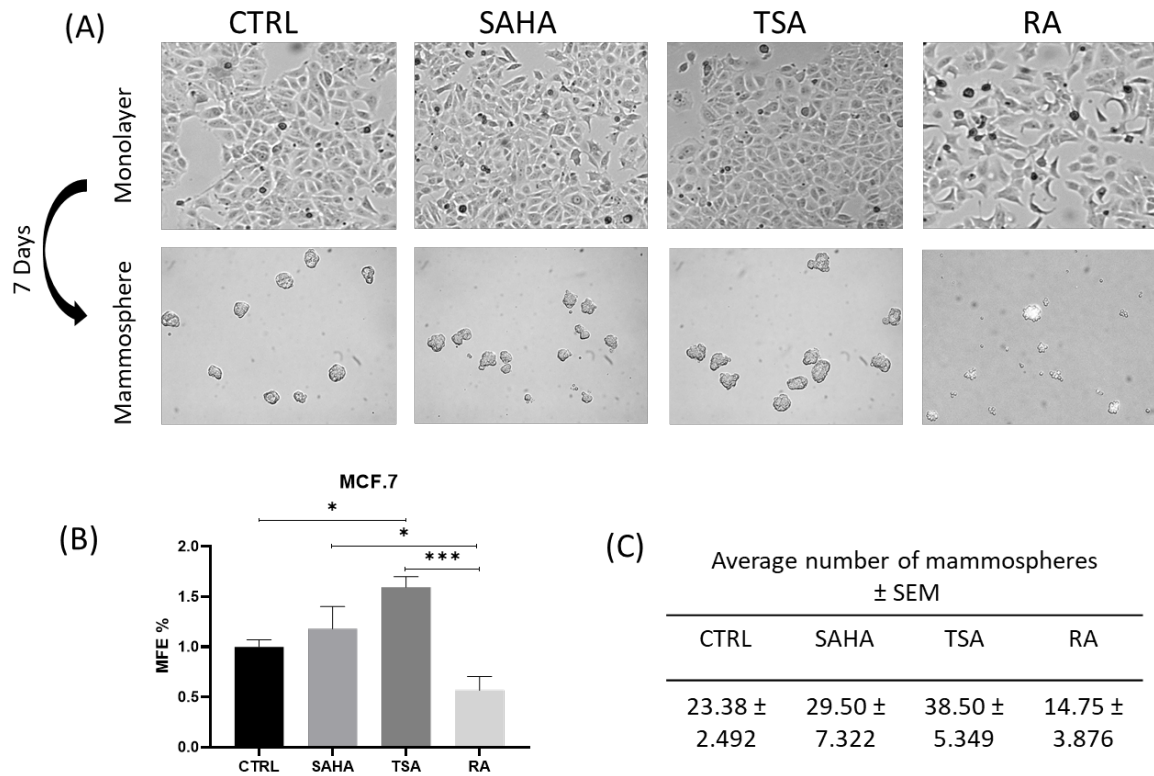 (A)
CTRL SAHA TSA RA
Monolayer
7 Days
Mammosphere
(B)
MCF.7
*
*
***
MFE %
2.0
1.5
1.0
0.5
0.0
CTRL SAHA TSA RA
(C)
Average number of mammospheres
± SEM
CTRL SAHA TSA RA
23.38 ± 29.50 ± 38.50 ± 14.75 ±
2.492 7.322 5.349 3.876